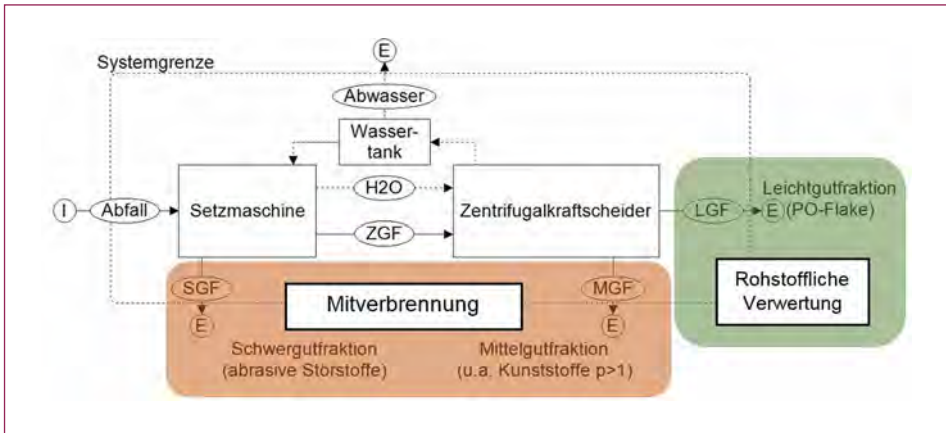 E
Systemgrenze
Abwasser
Wasser-
tank
H2O
I
Abfall
Setzmaschine
ZGF
Zentrifugalkraftscheider
LGF
E
Leichtgutfraktion
(PO-Flake)
SGF
Mitverbrennung
MGF
Rohstoffliche
Verwertung
E
E
Schwergutfraktion
(abrasive Störstoffe)
Mittelgutfraktion
(u.a. Kunststoffe p>1)